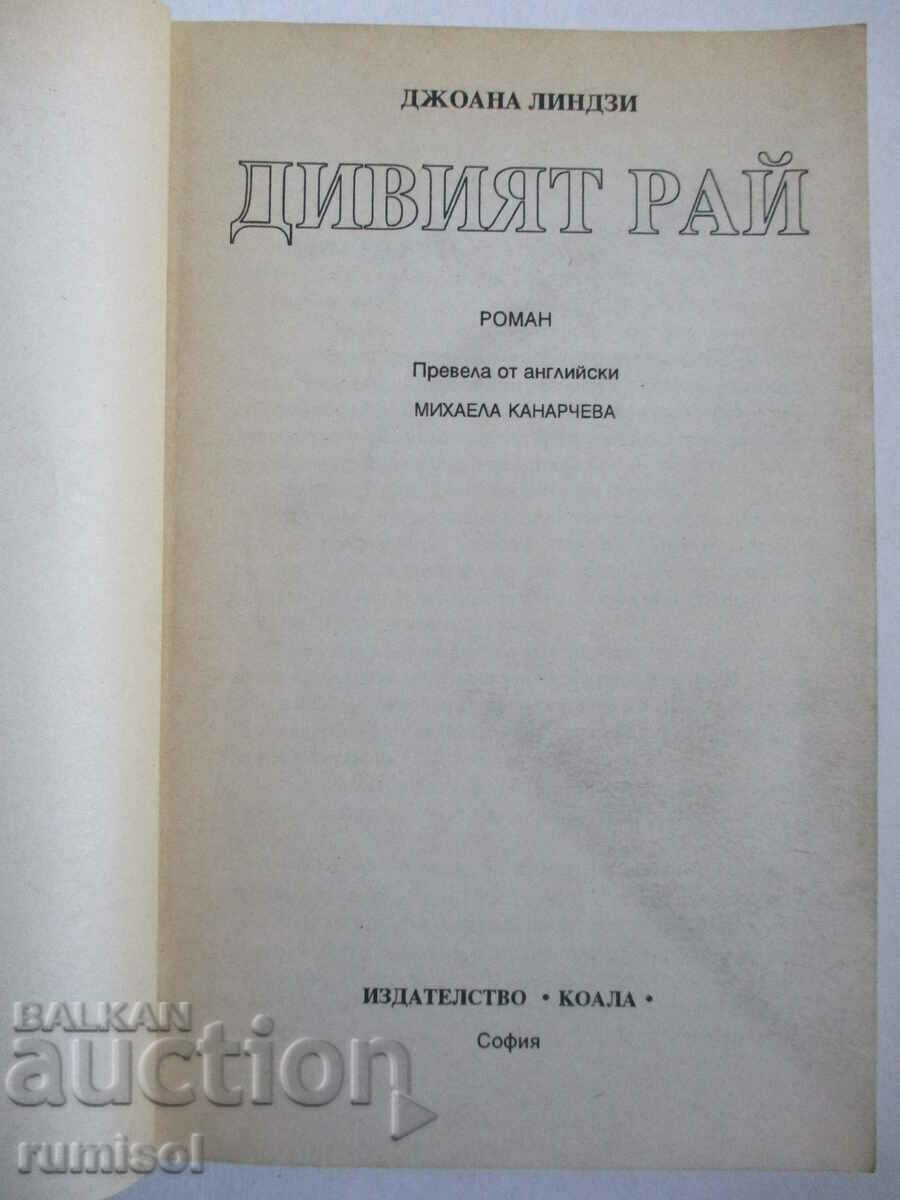 ДЖОАНА ЛИНДЗИ
ДИВИЯТ РАЙ
РОМАН
Превела от английски
МИХАЕЛА КАНАРЧЕВА
ИЗДАТЕЛСТВО • КОАЛА •
София
BALKAN
auction
rumisol